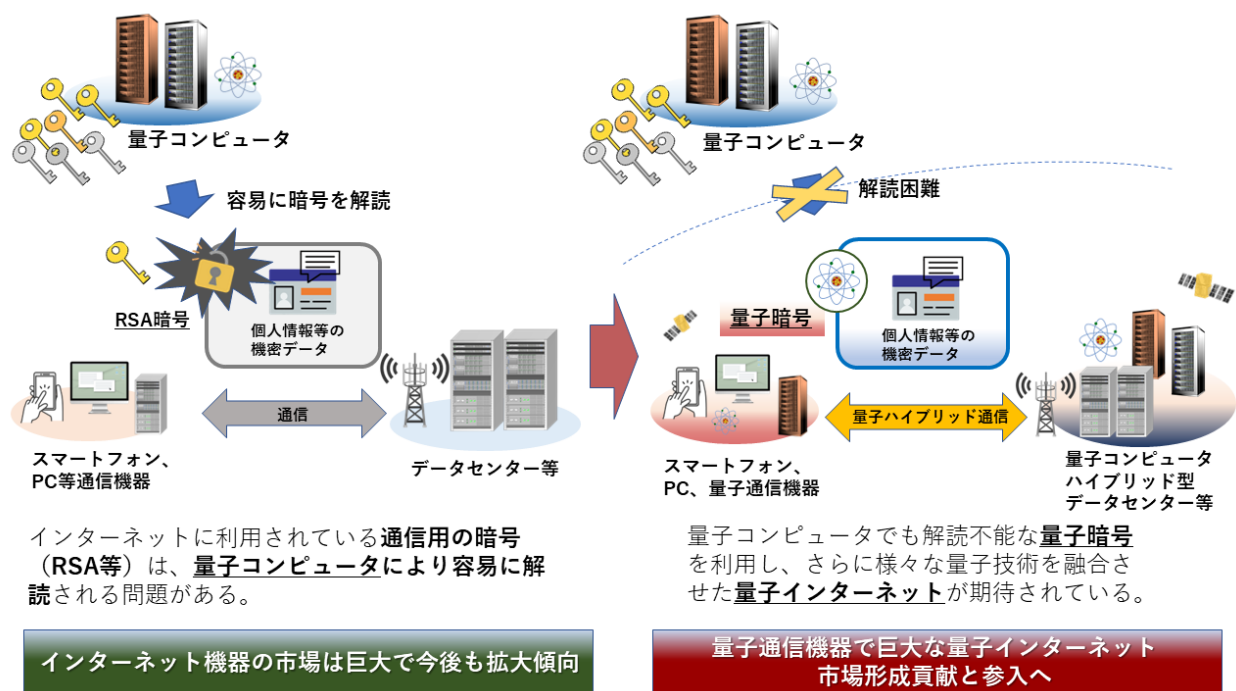 量子コンピュータ
容易に暗号を解読
RSA暗号
個人情報等の
機密データ
通信
スマートフォン、
PC等通信機器
データセンター等
インターネットに利用されている通信用の暗号
（RSA等）は、量子コンピュータにより容易に解
読される問題がある。
インターネット機器の市場は巨大で今後も拡大傾向
量子コンピュータ
解読困難
量子暗号
個人情報等の
機密データ
量子ハイブリッド通信
スマートフォン、
PC、量子通信機器
量子コンピュータ
ハイブリッド型
データセンター等
量子コンピュータでも解読不能な量子暗号
を利用し、さらに様々な量子技術を融合さ
せた量子インターネットが期待されている。
量子通信機器で巨大な量子インターネット
市場形成貢献と参入へ